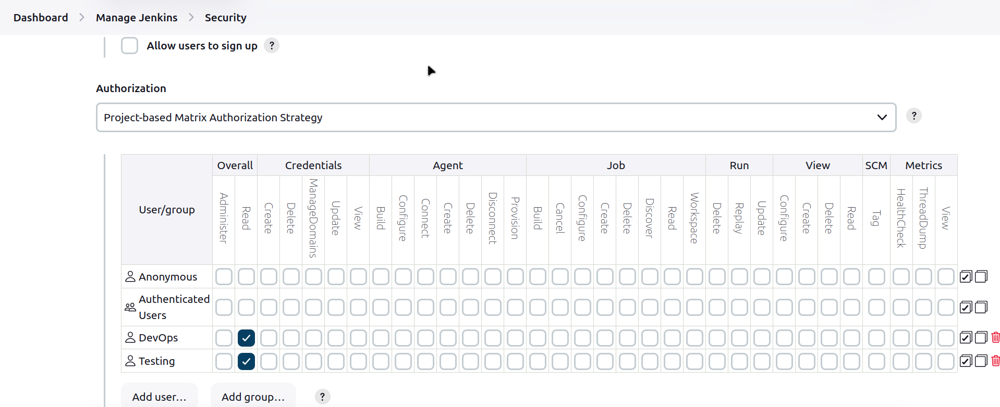 Dashboard > Manage Jenkins > Security
Allow users to sign up ?
Authorization
Project-based Matrix Authorization Strategy ?
User/group Overall Credentials Agent Job Run View SCM Metrics
Administer Read Create Delete ManageDomains Update View Build Configure Connect Create Delete Disconnect Provision Build Cancel Configure Create Delete Discover Read Workspace Delete Replay Update Configure Create Delete Read Tag HealthCheck ThreadDump View
Anonymous
Authenticated
Users
DevOps
Testing
Add user... Add group... ?